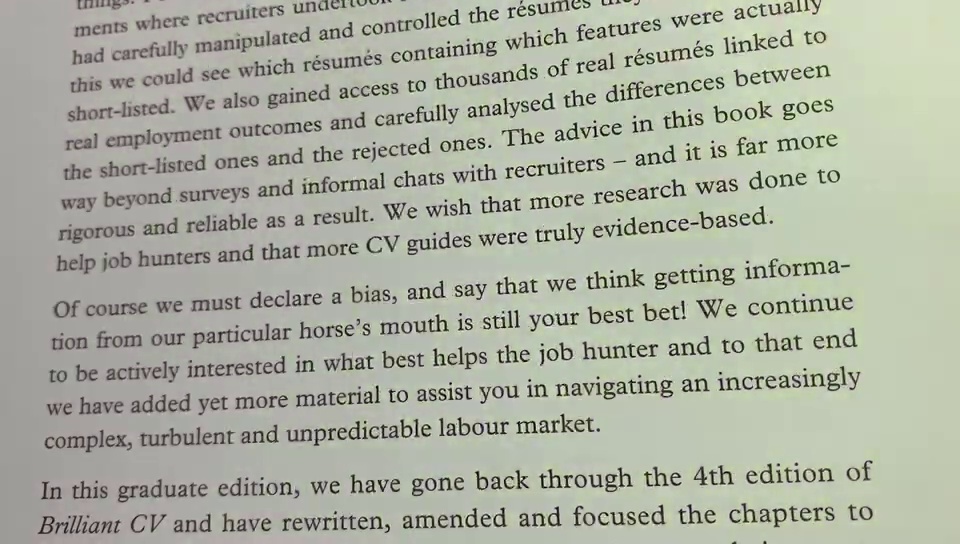 things.
ments where recruiters undertook
had carefully manipulated and controlled the résumés
this we could see which résumés containing which features were actually
short-listed. We also gained access to thousands of real résumés linked to
real employment outcomes and carefully analysed the differences between
the short-listed ones and the rejected ones. The advice in this book goes
way beyond surveys and informal chats with recruiters – and it is far more
rigorous and reliable as a result. We wish that more research was done to
help job hunters and that more CV guides were truly evidence-based.
Of course we must declare a bias, and say that we think getting informa-
tion from our particular horse's mouth is still your best bet! We continue
to be actively interested in what best helps the job hunter and to that end
we have added yet more material to assist you in navigating an increasingly
complex, turbulent and unpredictable labour market.
In this graduate edition, we have gone back through the 4th edition of
Brilliant CV and have rewritten, amended and focused the chapters to